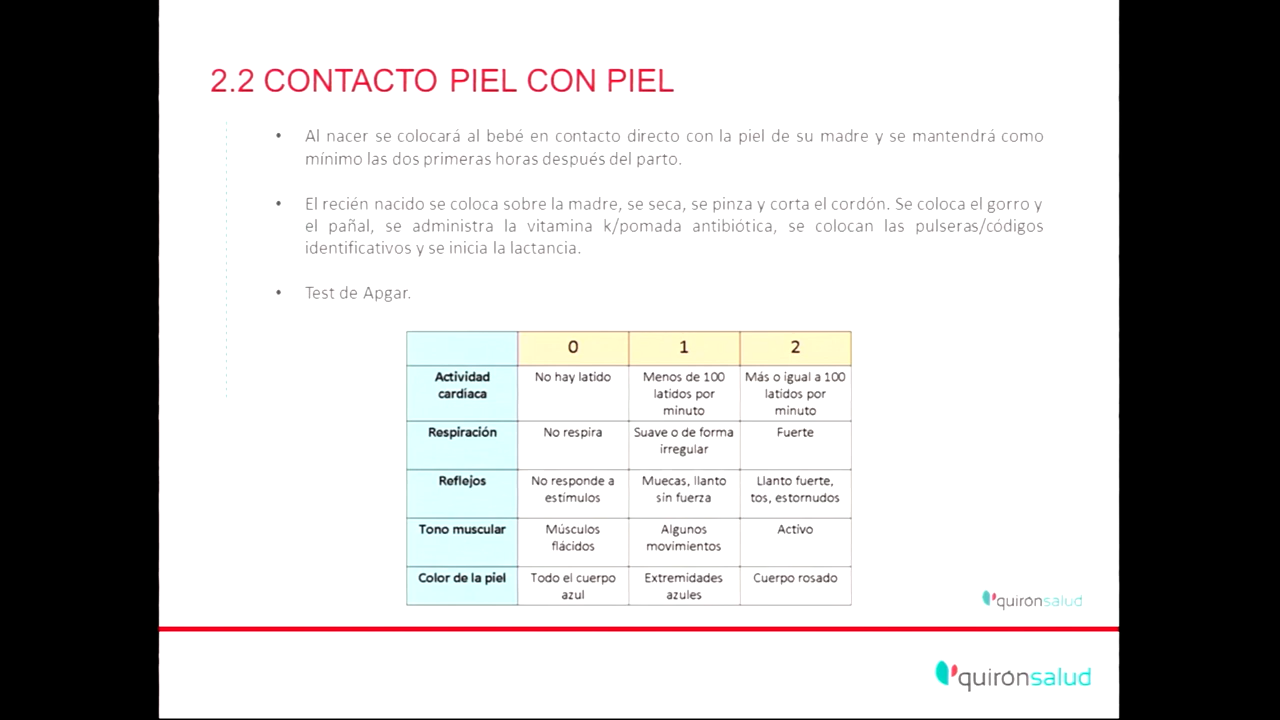 2.2 CONTACTO PIEL CON PIEL
• Al nacer se colocará al bebé en contacto directo con la piel de su madre y se mantendrá como
mínimo las dos primeras horas después del parto.
• El recién nacido se coloca sobre la madre, se seca, se pinza y corta el cordón. Se coloca el gorro y
el pañal, se administra la vitamina k/pomada antibiótica, se colocan las pulseras/códigos
identificativos y se inicia la lactancia.
• Test de Apgar.
0 1 2
Actividad No hay latido Menos de 100 Más o igual a 100
cardíaca latidos por latidos por
minuto minuto
Respiración No respira Suave o de forma Fuerte
irregular
Reflejos No responde a Muecas, llanto Llanto fuerte,
estímulos sin fuerza tos, estornudos
Tono muscular Músculos Algunos Activo
flácidos movimientos
Color de la piel Todo el cuerpo Extremidades Cuerpo rosado
azul azules
quirónsalud
quirónsalud